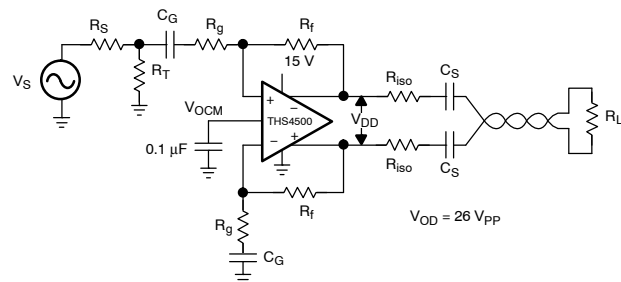 C_G
R_S
R_g
R_f
15 V
V_S
R_T
R_iso
C_S
V_OCM
+
−
THS4500
−
+
V_DD
R_L
0.1 µF
R_iso
C_S
R_g
R_f
V_OD = 26 V_PP
C_G